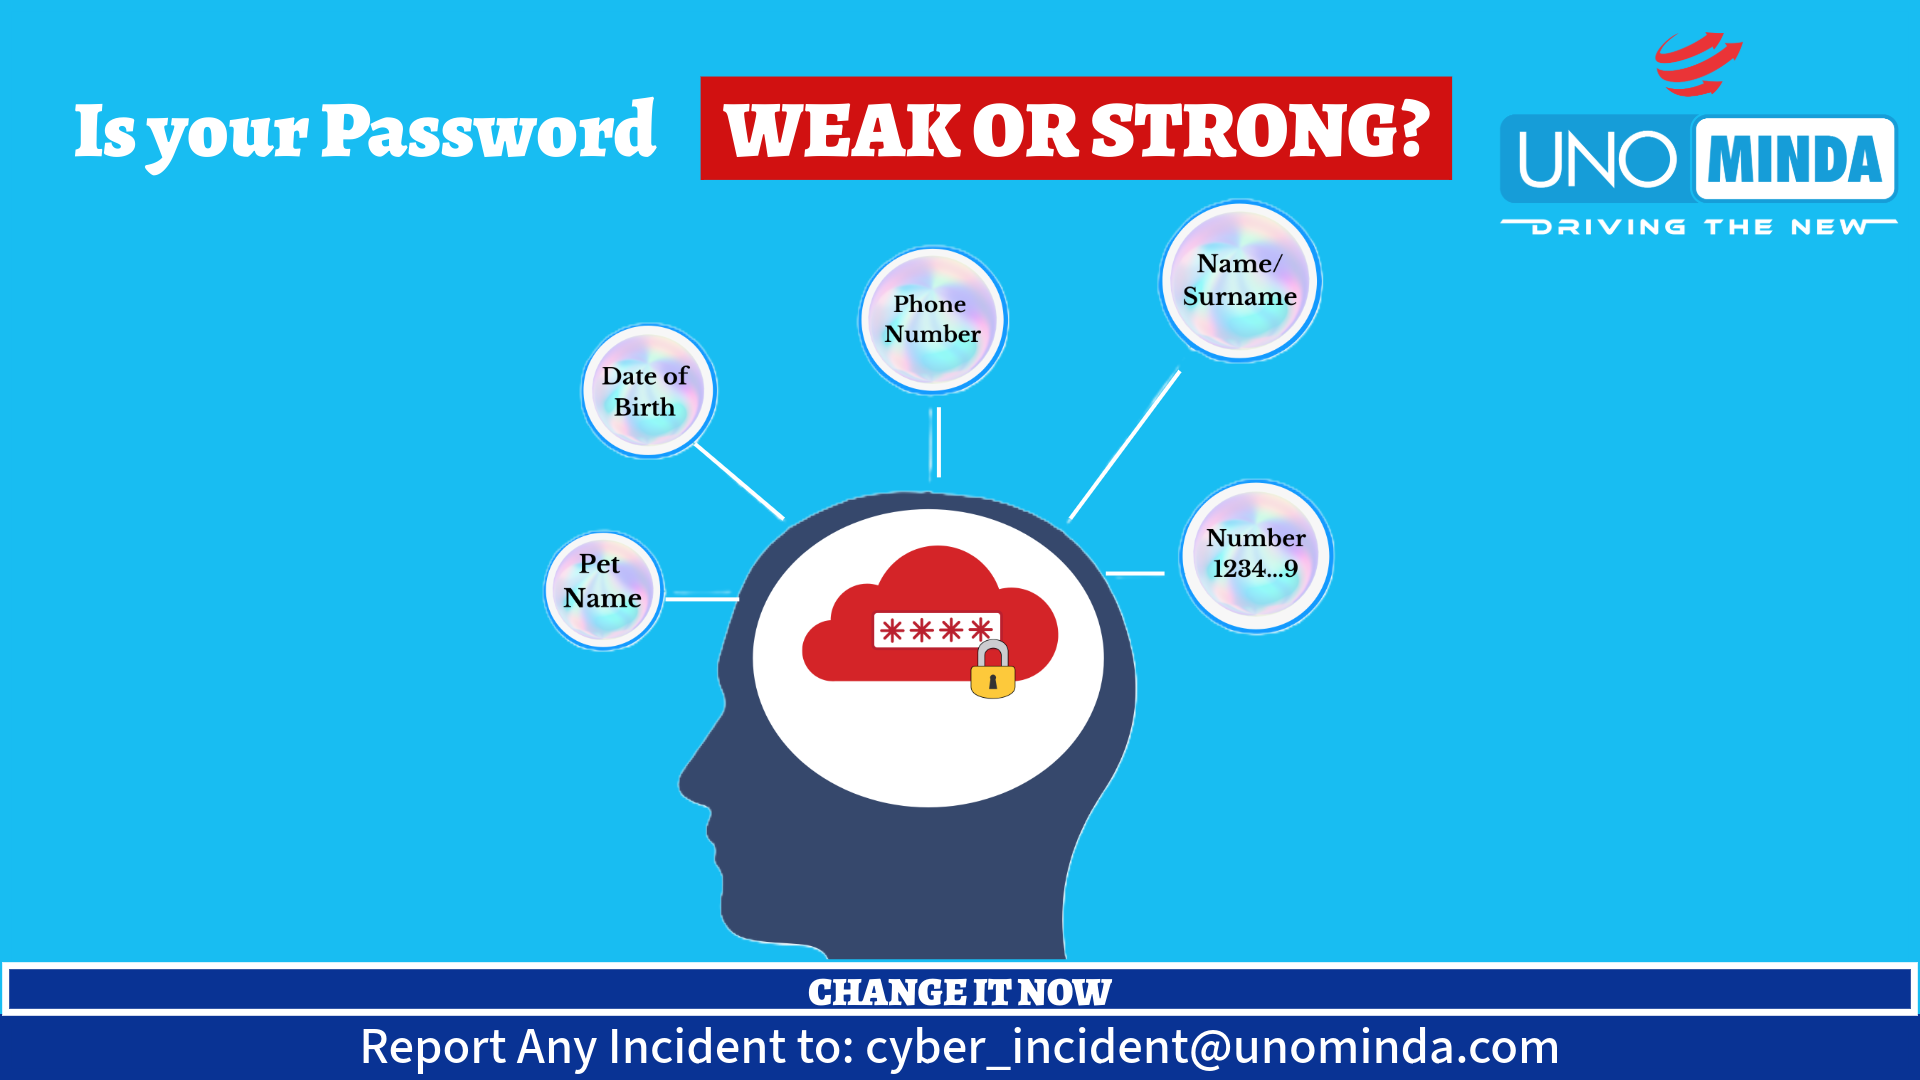 Is your Password WEAK OR STRONG?
UNO MINDA
DRIVING THE NEW
Name/
Surname
Phone
Number
Date of
Birth
Number
1234...9
Pet
Name
****
CHANGE IT NOW
Report Any Incident to: cyber_incident@unominda.com